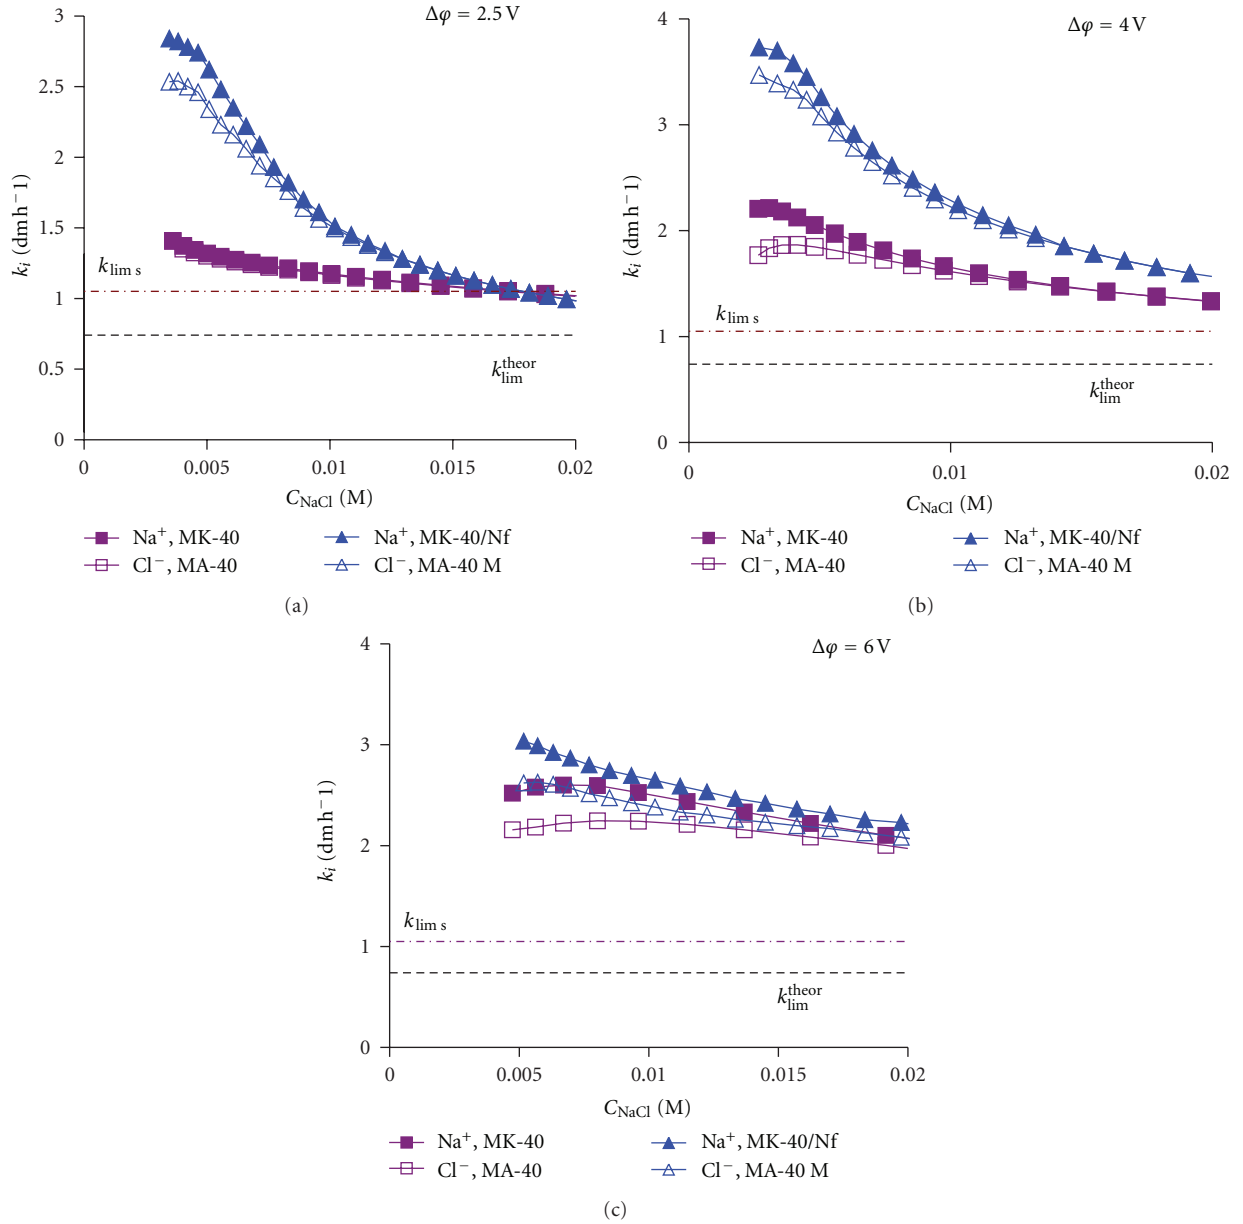 Δφ = 2.5 V
3
2.5
2
1.5
1
0.5
0
k_i (dm h−1)
k_lim s
k_lim^theor
0 0.005 0.01 0.015 0.02
C_NaCl (M)
Na⁺, MK-40 Na⁺, MK-40/Nf
Cl⁻, MA-40 Cl⁻, MA-40 M
(a)
Δφ = 4 V
4
3
2
1
0
k_i (dm h−1)
k_lim s
k_lim^theor
0 0.01 0.02
C_NaCl (M)
Na⁺, MK-40 Na⁺, MK-40/Nf
Cl⁻, MA-40 Cl⁻, MA-40 M
(b)
Δφ = 6 V
4
3
2
1
0
k_i (dm h−1)
k_lim s
k_lim^theor
0 0.005 0.01 0.015 0.02
C_NaCl (M)
Na⁺, MK-40 Na⁺, MK-40/Nf
Cl⁻, MA-40 Cl⁻, MA-40 M
(c)